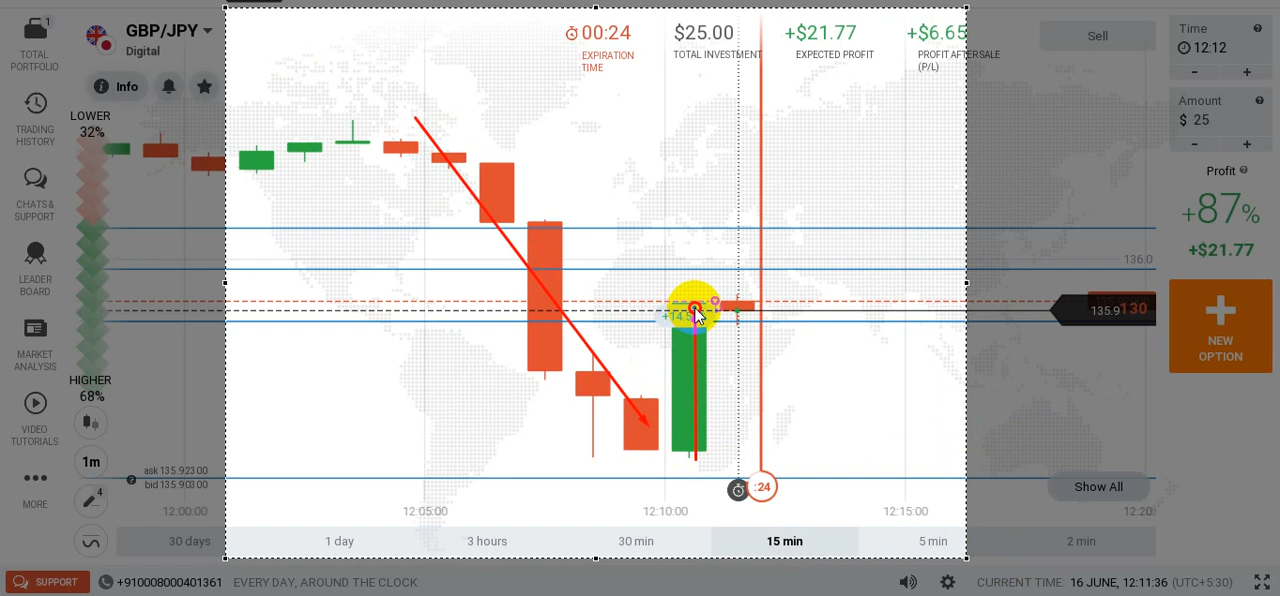 1
TOTAL
PORTFOLIO
TRADING
HISTORY
CHATS &
SUPPORT
LEADER
BOARD
MARKET
ANALYSIS
VIDEO
TUTORIALS
MORE
GBP/JPY
Digital
Info
LOWER
32%
HIGHER
68%
1m
4
ask 135.923 00
bid 135.903 00
00:24
EXPIRATION
TIME
$25.00
TOTAL INVESTMENT
+$21.77
EXPECTED PROFIT
+$6.65
PROFIT AFTER SALE
(P/L)
Sell
136.0
135.9130
:24
Show All
12:00:00
12:05:00
12:10:00
12:15:00
12:20:
30 days
1 day
3 hours
30 min
15 min
5 min
2 min
Time
12:12
-
+
Amount
$ 25
-
+
Profit
+87%
+$21.77
NEW
OPTION
SUPPORT
+910008000401361
EVERY DAY, AROUND THE CLOCK
CURRENT TIME: 16 JUNE, 12:11:36 (UTC+5:30)